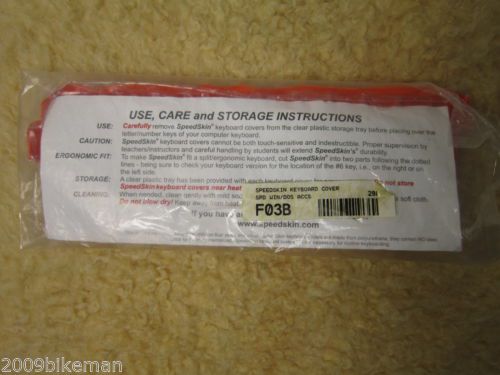 USE, CARE and STORAGE INSTRUCTIONS
USE: Carefully remove SpeedSkin keyboard covers from the clear plastic storage tray before placing over the
letter/number keys of your computer keyboard.
CAUTION: SpeedSkin keyboard covers cannot be both touch-sensitive and indestructible. Proper supervision by
teachers/instructors and careful handling by students will extend SpeedSkin's durability.
ERGONOMIC FIT: To make SpeedSkin fit a split/ergonomic keyboard, cut SpeedSkin into two parts following the dotted
lines - being sure to check your keyboard version for the location of the #6 key, i.e., on the right or on
the left side.
STORAGE: A clear plastic tray has been provided with each keyboard Do not store
SpeedSkin keyboard covers near heat
CLEANING: When needed, clean gently with mild soft cloth.
Do not blow dry! Keep away from
SPEEDSKIN KEYBOARD COVER 290
SPD WIN/DOS ACCS
F03B
If you have
www.speedskin.com
2009bikeman